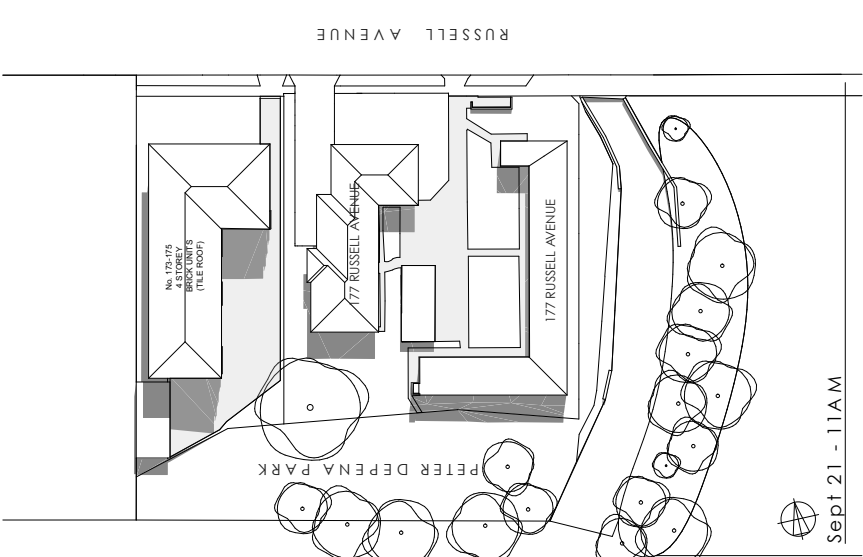 RUSSELL AVENUE
No. 173-175
4 STOREY
BRICK UNITS
(TILE ROOF)
177 RUSSELL AVENUE
177 RUSSELL AVENUE
PETER DEPENA PARK
Sept 21 - 11AM